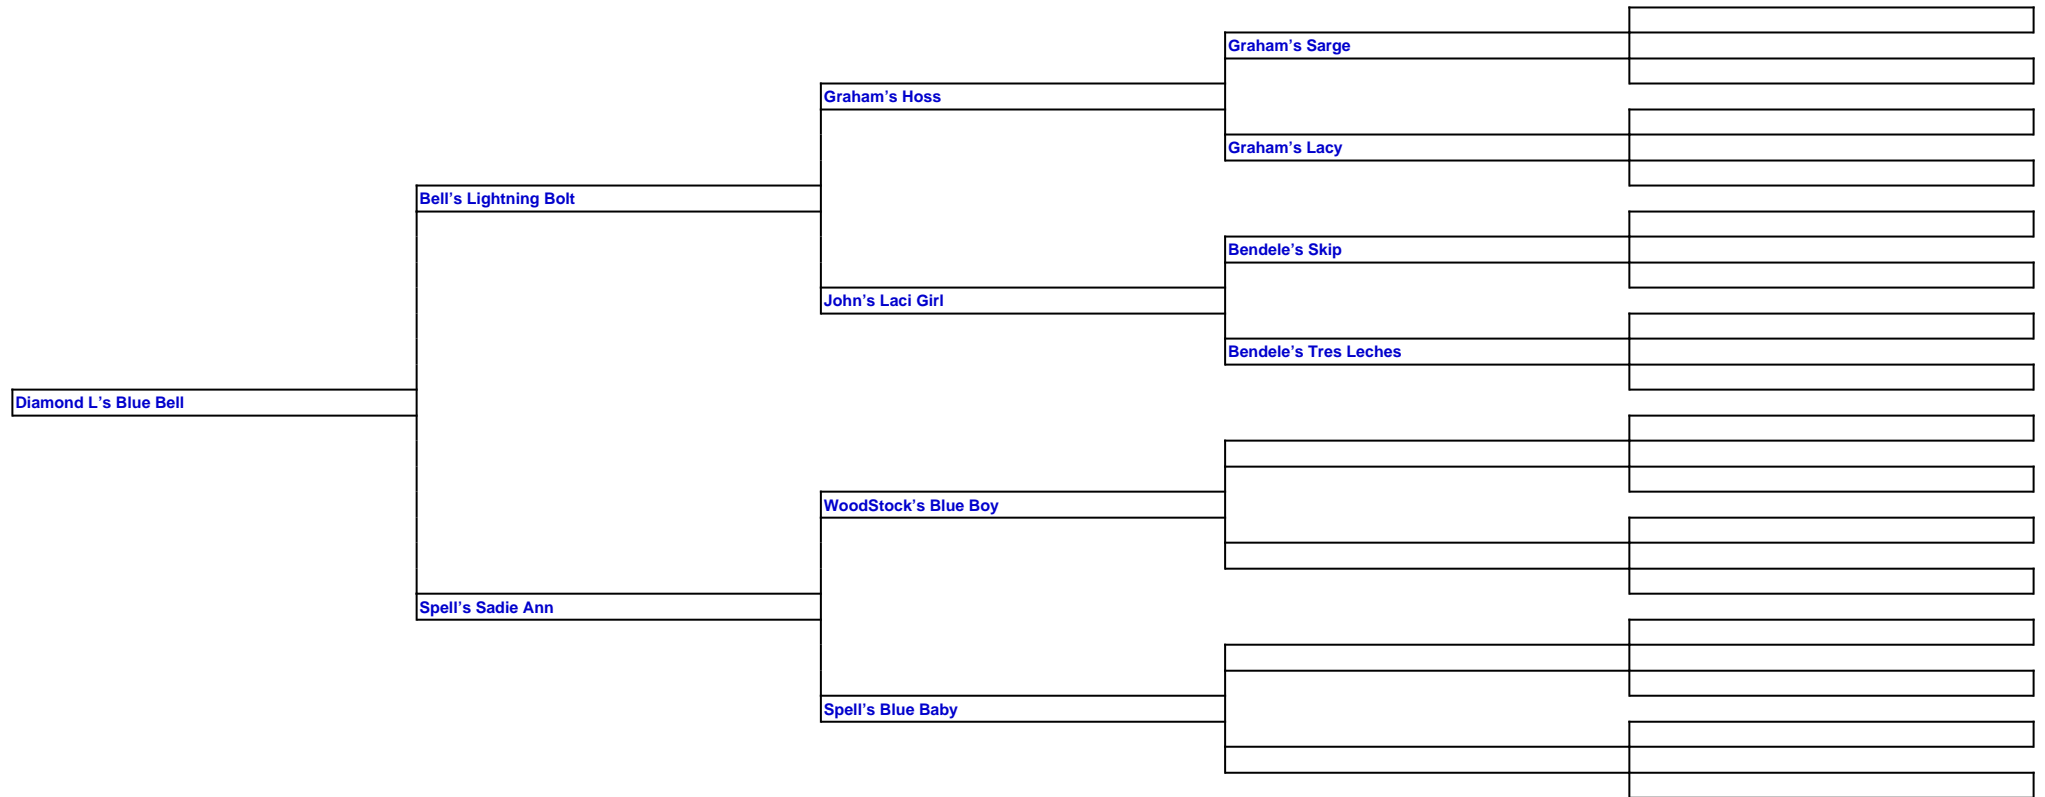 Graham’s Sarge
Graham’s Hoss
Graham’s Lacy
Bell’s Lightning Bolt
Bendele’s Skip
John’s Laci Girl
Bendele’s Tres Leches
Diamond L’s Blue Bell
WoodStock’s Blue Boy
Spell’s Sadie Ann
Spell’s Blue Baby